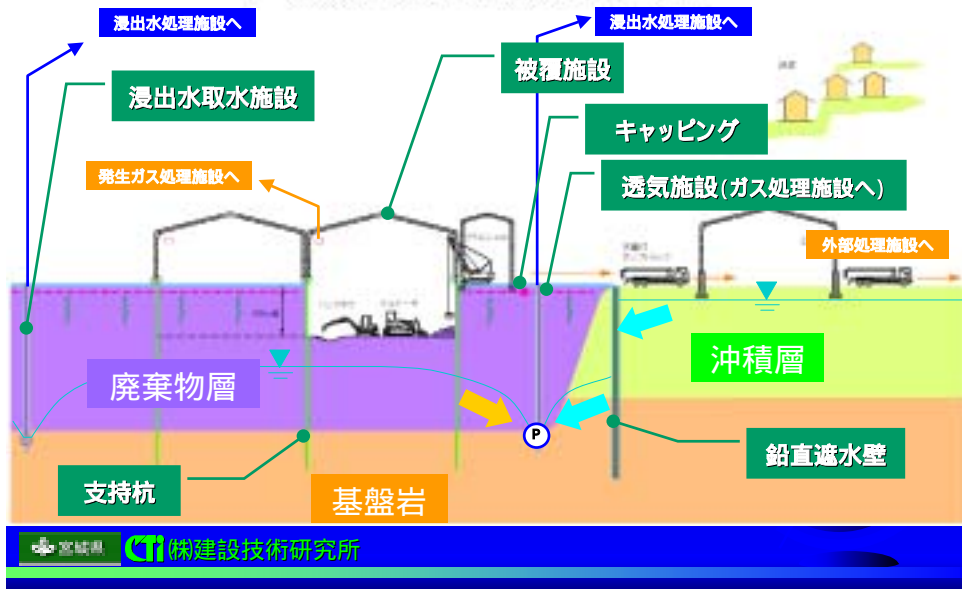 浸出水処理施設へ
浸出水処理施設へ
被覆施設
浸出水取水施設
キャッピング
発生ガス処理施設へ
透気施設(ガス処理施設へ)
外部処理施設へ
沖積層
廃棄物層
P
鉛直遮水壁
支持杭
基盤岩
宮城県
CTi (株)建設技術研究所